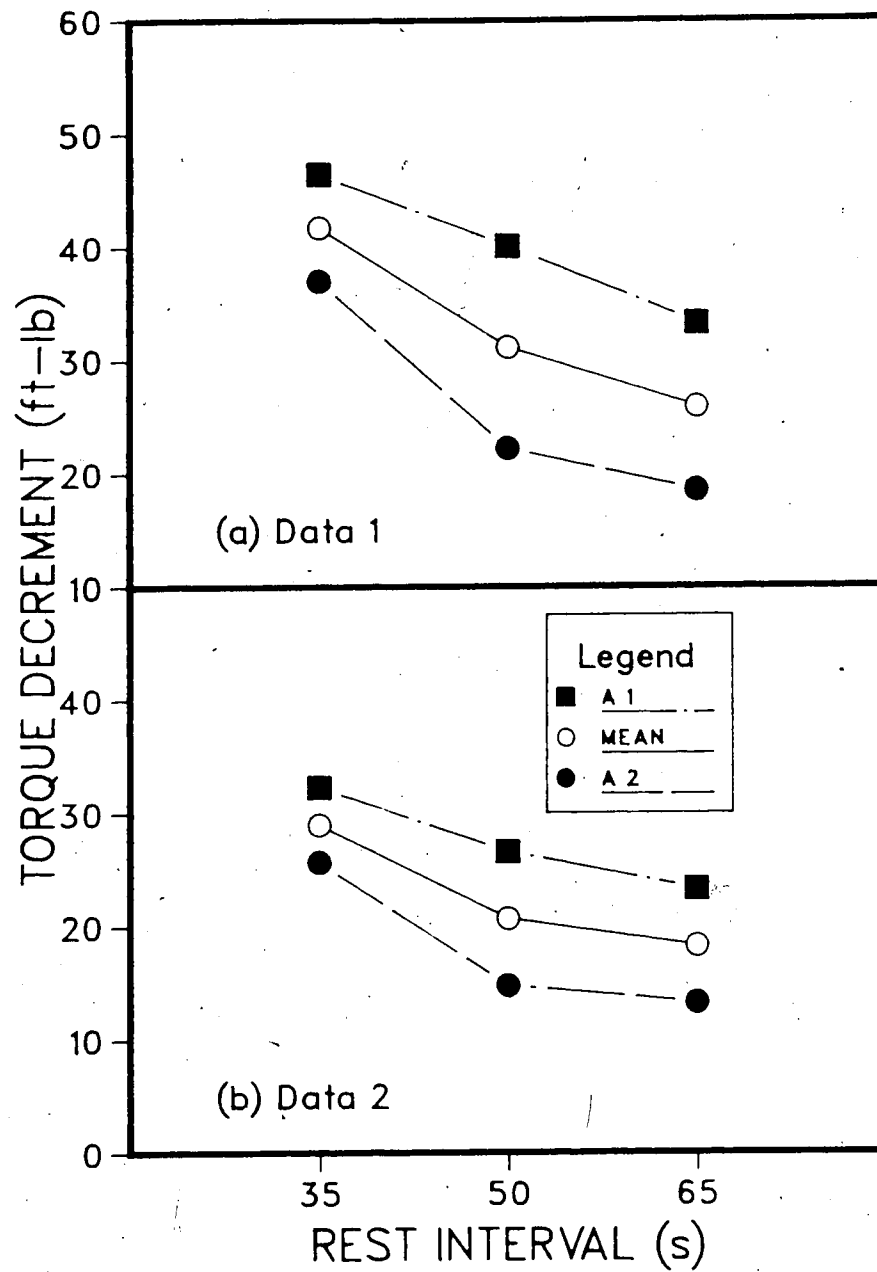 60
50
40
30
20
(a) Data 1
10
Legend
A 1
MEAN
A 2
40
30
20
10
(b) Data 2
0
35 50 65
REST INTERVAL (s)
TORQUE DECREMENT (ft-lb)